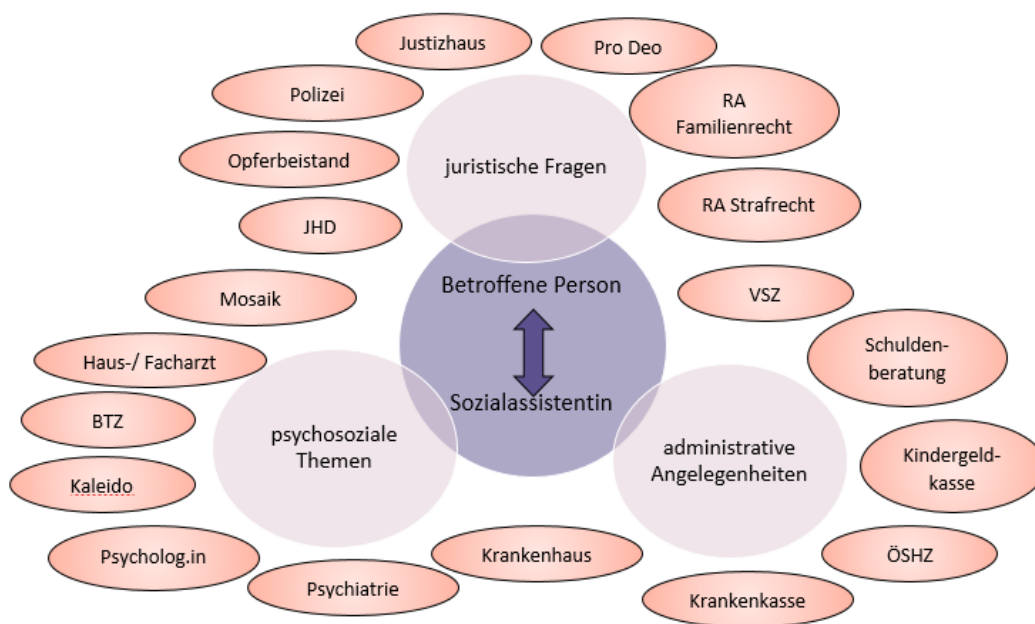 Justizhaus
Pro Deo
Polizei
RA
Familienrecht
Opferbeistand
juristische Fragen
RA Strafrecht
JHD
Mosaik
Betroffene Person
VSZ
Haus-/ Facharzt
Schulden-
beratung
BTZ
Sozialassistentin
psychosoziale
Themen
administrative
Angelegenheiten
Kindergeld-
kasse
Kaleido
Psycholog.in
Krankenhaus
ÖSHZ
Psychiatrie
Krankenkasse